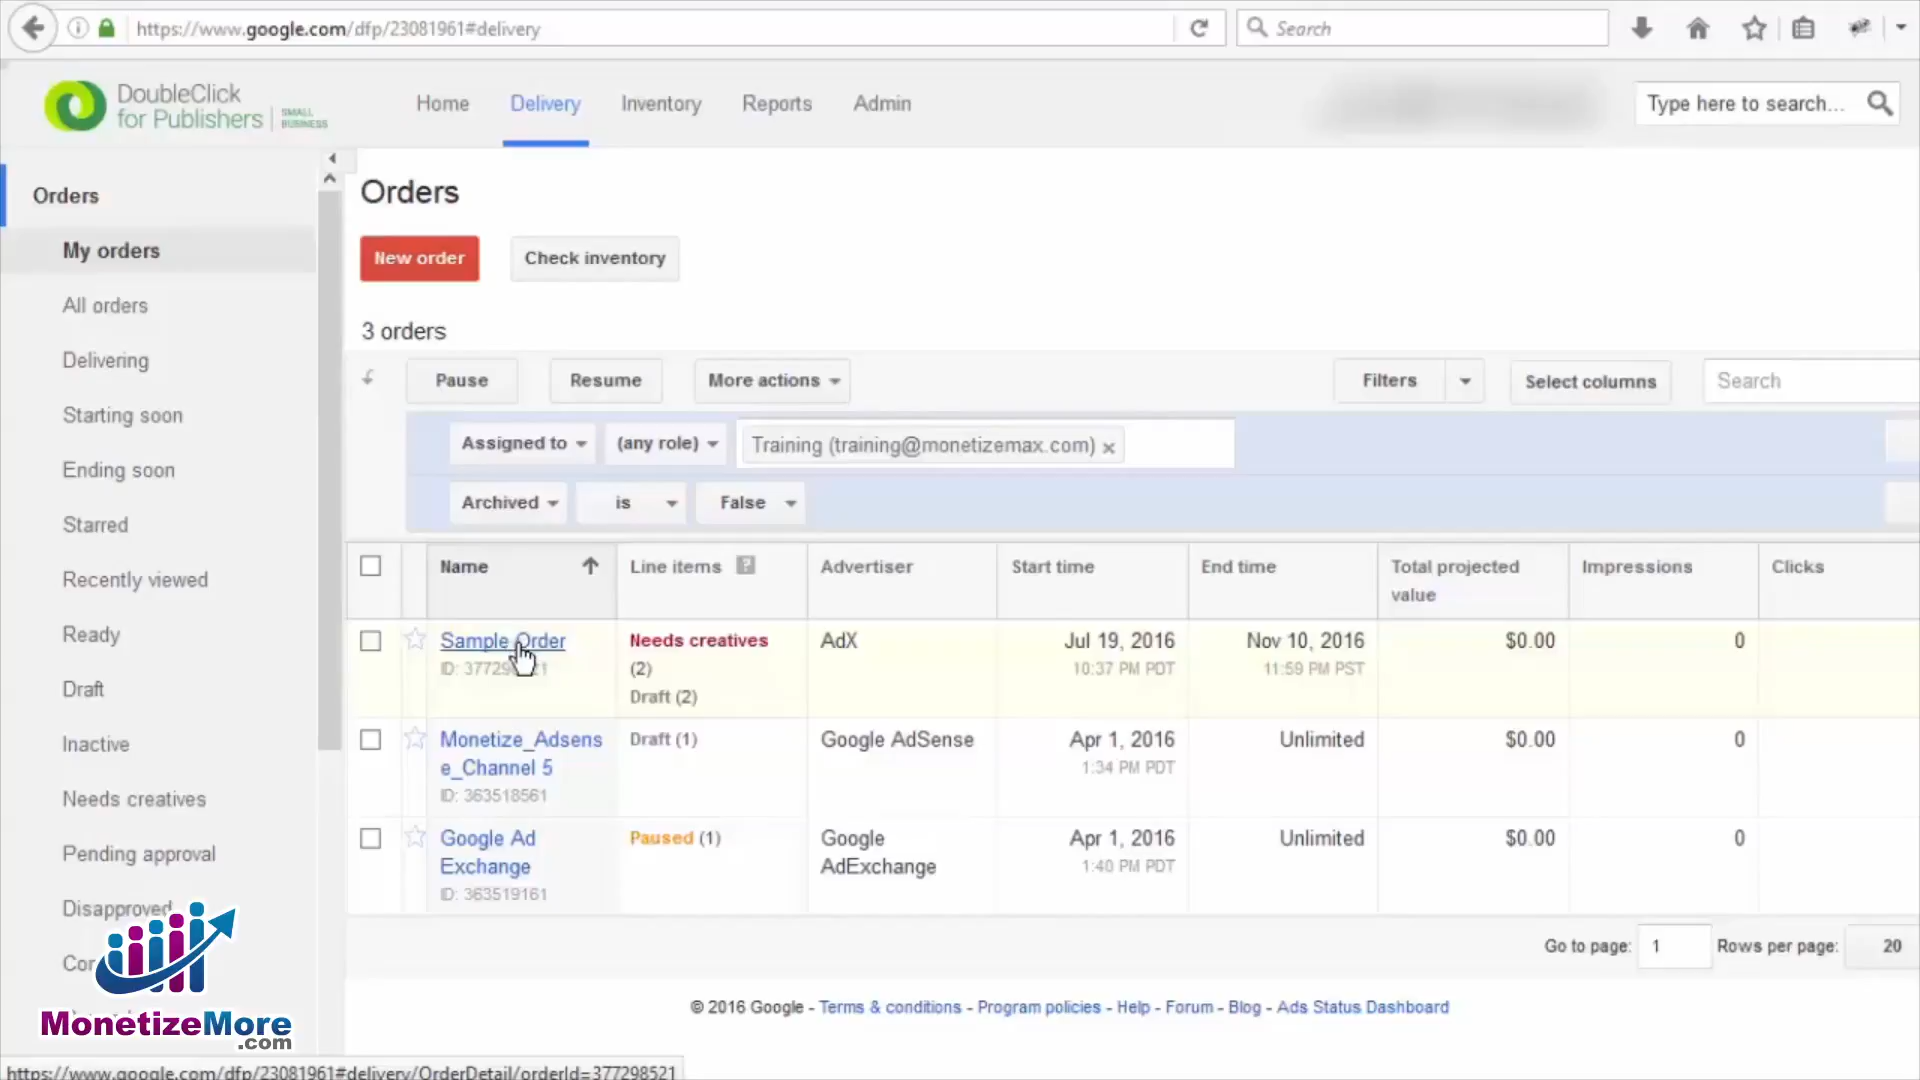 https://www.google.com/dfp/23081961#delivery
Search
DoubleClick
for Publishers
SMALL
BUSINESS
Home
Delivery
Inventory
Reports
Admin
Type here to search...
Orders
My orders
All orders
Delivering
Starting soon
Ending soon
Starred
Recently viewed
Ready
Draft
Inactive
Needs creatives
Pending approval
Disapproved
Orders
New order
Check inventory
3 orders
Pause
Resume
More actions
Filters
Select columns
Search
Assigned to
(any role)
Training (training@monetizemax.com) ×
Archived
is
False
Name
Line items ?
Advertiser
Start time
End time
Total projected
value
Impressions
Clicks
Sample Order
Needs creatives
(2)
Draft (2)
AdX
Jul 19, 2016
10:37 PM PDT
Nov 10, 2016
11:59 PM PST
$0.00
0
Monetize_Adsens
e_Channel 5
ID: 363518561
Draft (1)
Google AdSense
Apr 1, 2016
1:34 PM PDT
Unlimited
$0.00
0
Google Ad
Exchange
ID: 363519161
Paused (1)
Google
AdExchange
Apr 1, 2016
1:40 PM PDT
Unlimited
$0.00
0
Go to page: 1
Rows per page: 20
© 2016 Google - Terms & conditions - Program policies - Help - Forum - Blog - Ads Status Dashboard
MonetizeMore
.com
https://www.google.com/dfp/23081961#delivery/OrderDetail/orderId=377298521